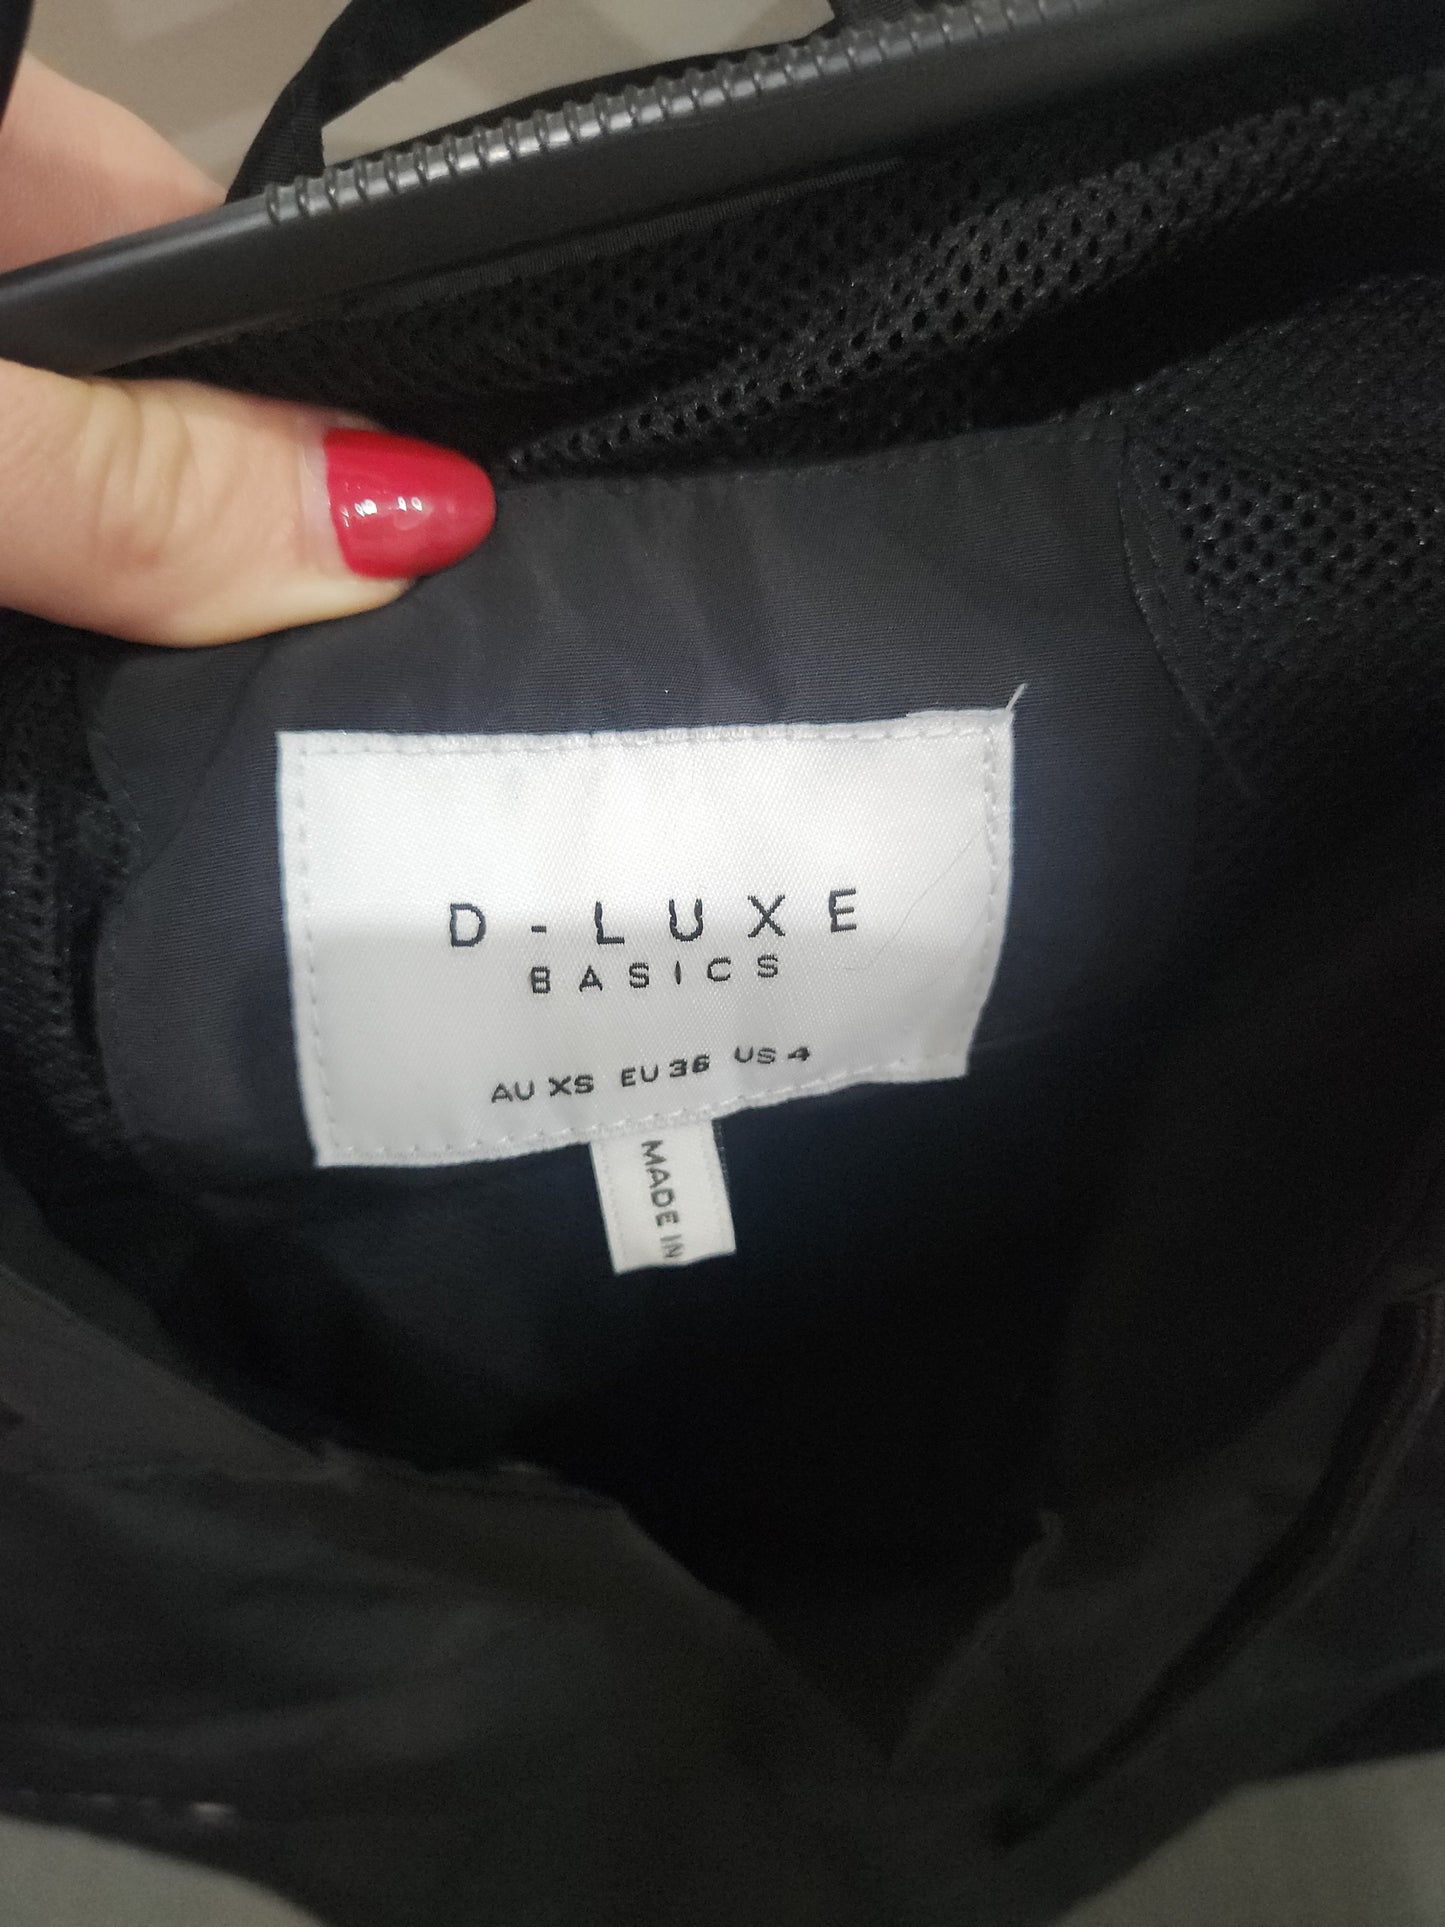 D-LUXE
BASICS
AU XS EU 36 US 4
MADE IN